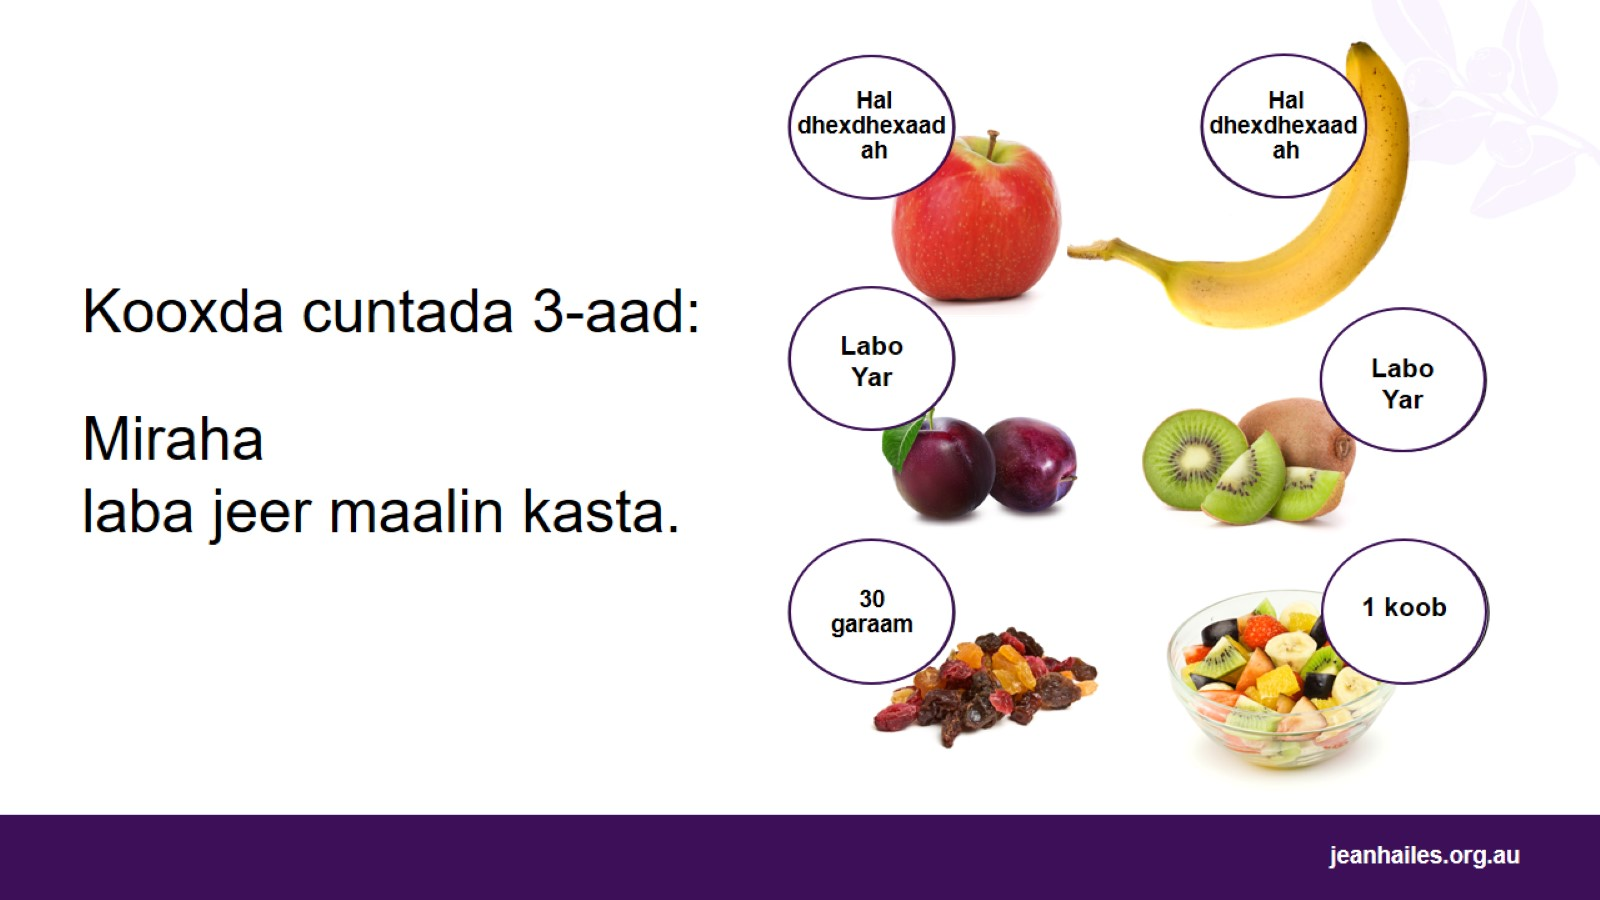 Kooxda cuntada 3-aad:
Miraha
laba jeer maalin kasta.
Hal
dhexdhexaad
ah
Hal
dhexdhexaad
ah
Labo
Yar
Labo
Yar
30
garaam
1 koob
jeanhailes.org.au